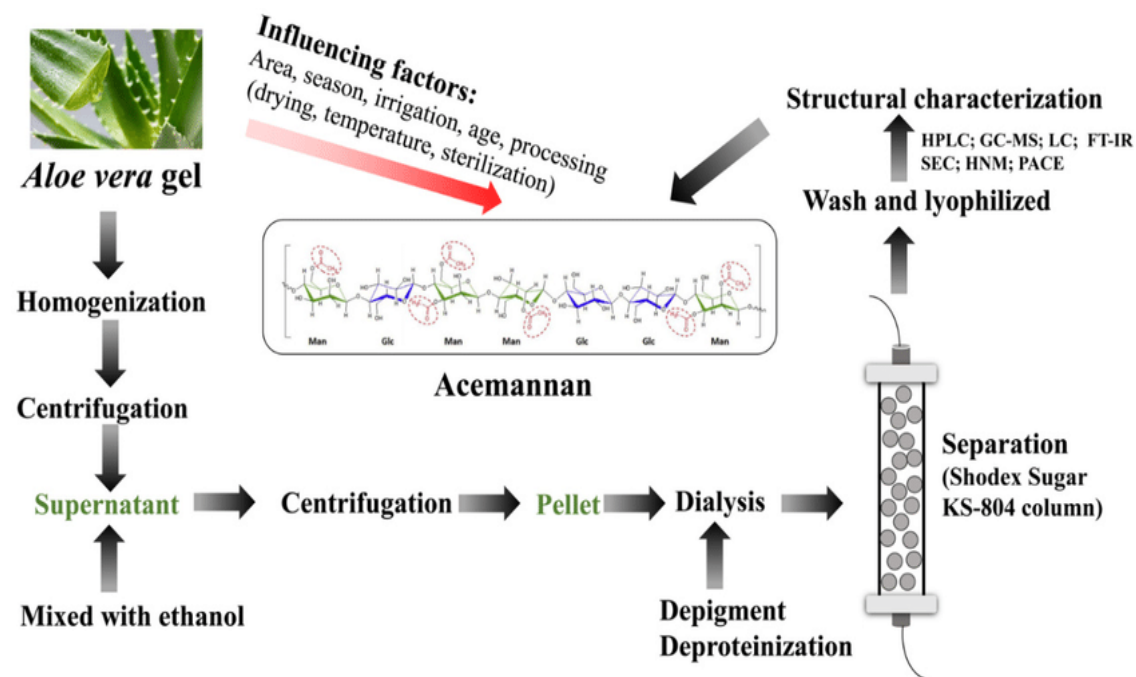 Influencing factors:
Area, season, irrigation, age, processing
(drying, temperature, sterilization)
Aloe vera gel
Homogenization
Centrifugation
Supernatant
Mixed with ethanol
Centrifugation
Pellet
Dialysis
Depigment
Deproteinization
Separation
(Shodex Sugar
KS-804 column)
Wash and lyophilized
HPLC; GC-MS; LC; FT-IR
SEC; HNM; PACE
Structural characterization
Man Glc Man Man Glc Glc Man
Acemannan